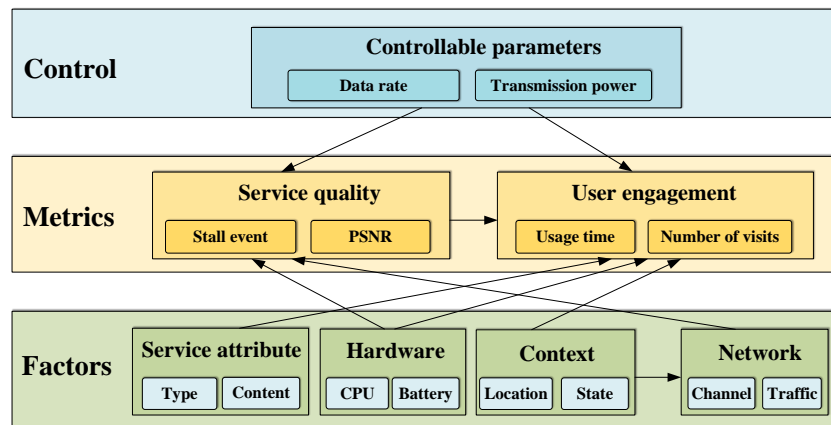 Control
Controllable parameters
Data rate
Transmission power
Metrics
Service quality
Stall event
PSNR
User engagement
Usage time
Number of visits
Factors
Service attribute
Type
Content
Hardware
CPU
Battery
Context
Location
State
Network
Channel
Traffic